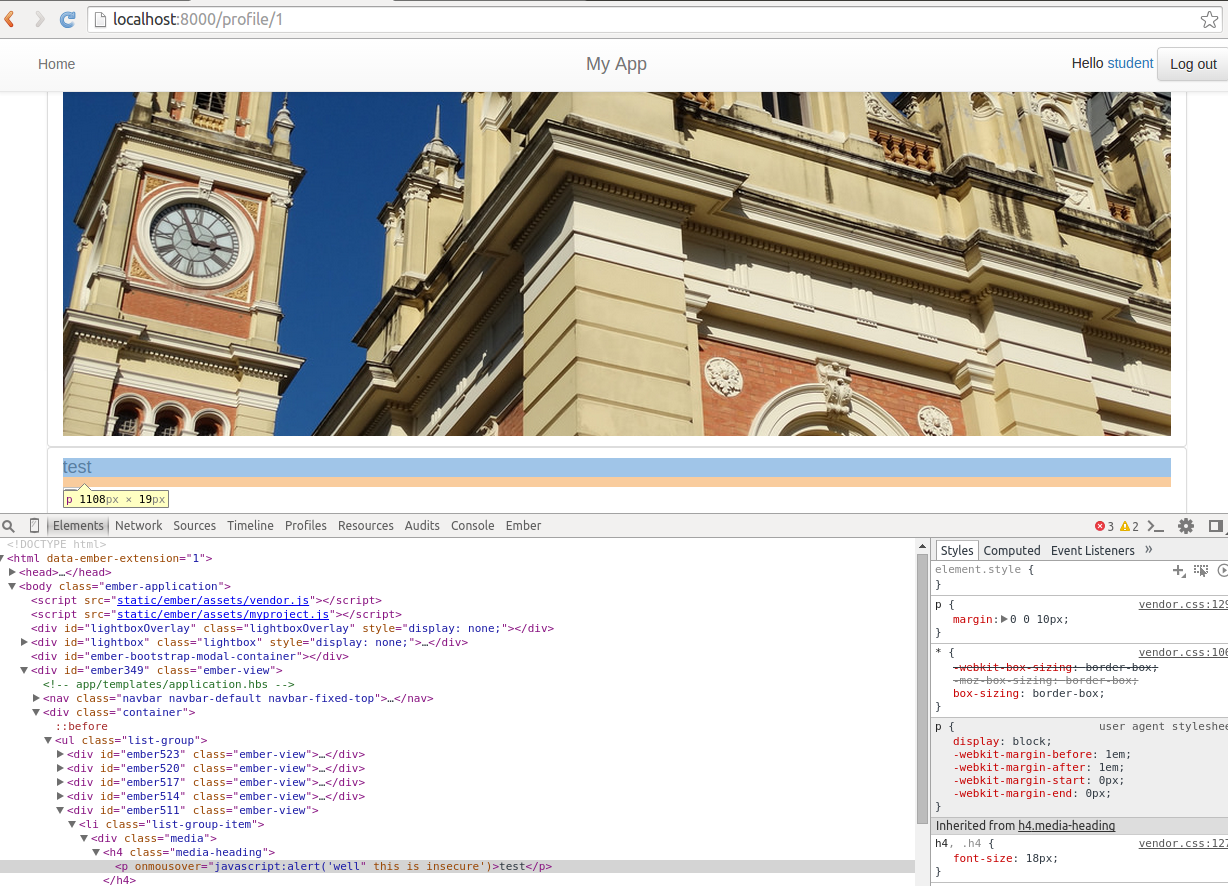 localhost:8000/profile/1
Home My App Hello student Log out
test
p 1108px × 19px
Elements Network Sources Timeline Profiles Resources Audits Console Ember 3 2
<!DOCTYPE html>
<html data-ember-extension="1">
<head>…</head>
<body class="ember-application">
<script src="static/ember/assets/vendor.js"></script>
<script src="static/ember/assets/myproject.js"></script>
<div id="lightboxOverlay" class="lightboxOverlay" style="display: none;"></div>
<div id="lightbox" class="lightbox" style="display: none;">…</div>
<div id="ember-bootstrap-modal-container"></div>
<div id="ember349" class="ember-view">
<!-- app/templates/application.hbs -->
<nav class="navbar navbar-default navbar-fixed-top">…</nav>
<div class="container">
::before
<ul class="list-group">
<div id="ember523" class="ember-view">…</div>
<div id="ember520" class="ember-view">…</div>
<div id="ember517" class="ember-view">…</div>
<div id="ember514" class="ember-view">…</div>
<div id="ember511" class="ember-view">
<li class="list-group-item">
<div class="media">
<h4 class="media-heading">
<p onmousover="javascript:alert('well" this is insecure')>test</p>
</h4>
Styles Computed Event Listeners »
element.style {
}
p { vendor.css:129
margin: 0 0 10px;
}
* { vendor.css:106
-webkit-box-sizing: border-box;
-moz-box-sizing: border-box;
box-sizing: border-box;
}
p { user agent styleshee
display: block;
-webkit-margin-before: 1em;
-webkit-margin-after: 1em;
-webkit-margin-start: 0px;
-webkit-margin-end: 0px;
}
Inherited from h4.media-heading
h4, .h4 { vendor.css:127
font-size: 18px;
}